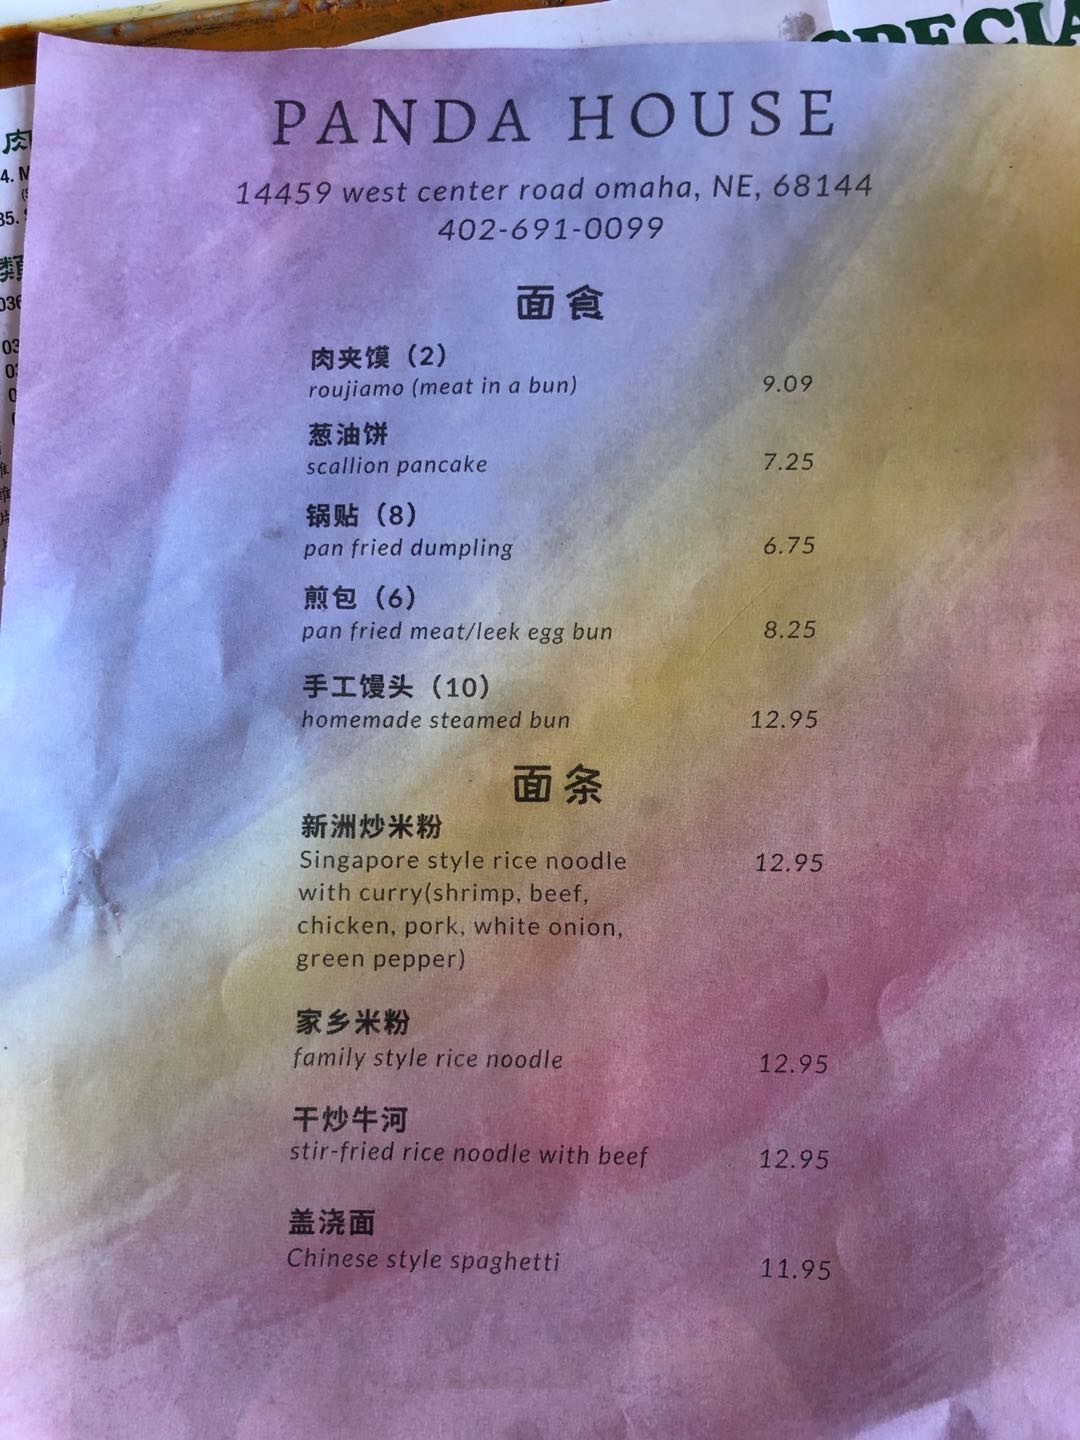 SPECIA
PANDA HOUSE
14459 west center road omaha, NE, 68144
402-691-0099
面食
肉夹馍（2）
roujiamo (meat in a bun) 9.09
葱油饼
scallion pancake 7.25
锅贴（8）
pan fried dumpling 6.75
煎包（6）
pan fried meat/leek egg bun 8.25
手工馒头（10）
homemade steamed bun 12.95
面条
新洲炒米粉
Singapore style rice noodle 12.95
with curry(shrimp, beef,
chicken, pork, white onion,
green pepper)
家乡米粉
family style rice noodle 12.95
干炒牛河
stir-fried rice noodle with beef 12.95
盖浇面
Chinese style spaghetti 11.95